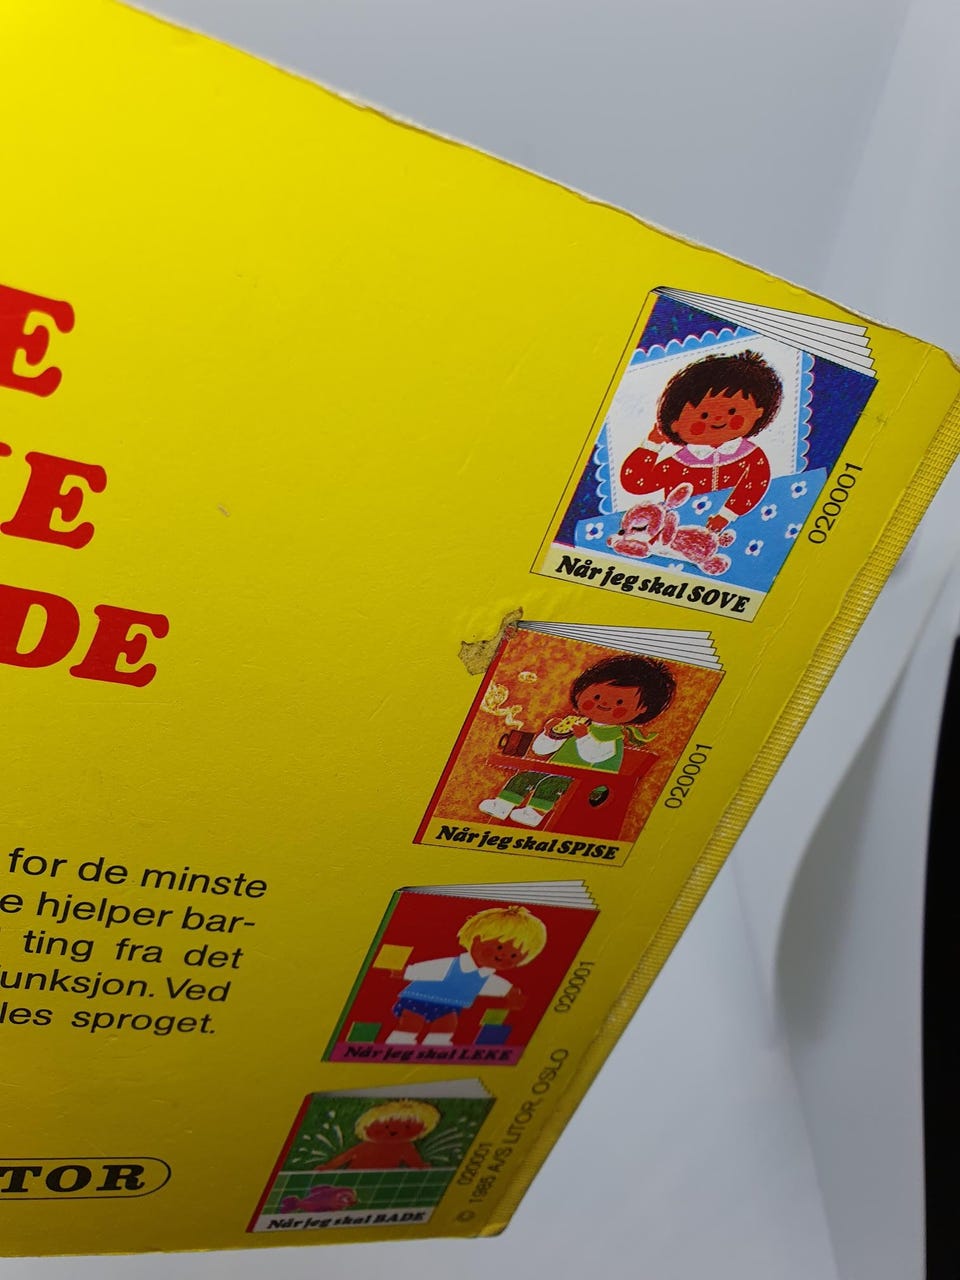 E
E
DE
for de minste
e hjelper bar-
ting fra det
unksjon. Ved
les sproget.
TOR
Når jeg skal SOVE
020001
Når jeg skal SPISE
020001
Når jeg skal LEKE
020001
Når jeg skal BADE
020001
© 1985 A/S LITOR, OSLO